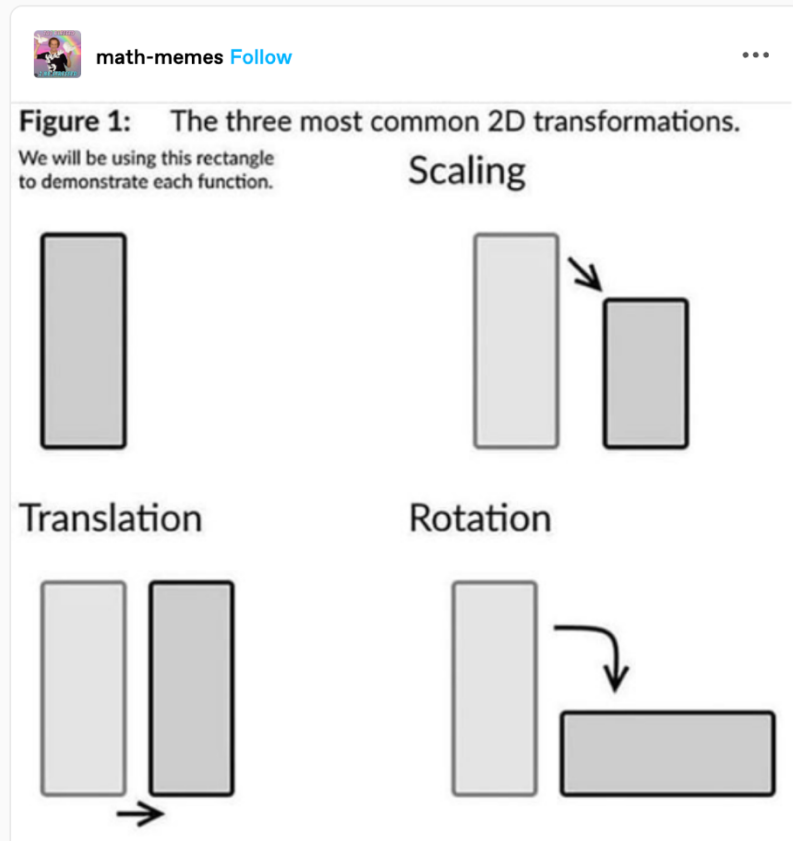 math-memes Follow
Figure 1: The three most common 2D transformations.
We will be using this rectangle
to demonstrate each function.
Scaling
Translation
Rotation